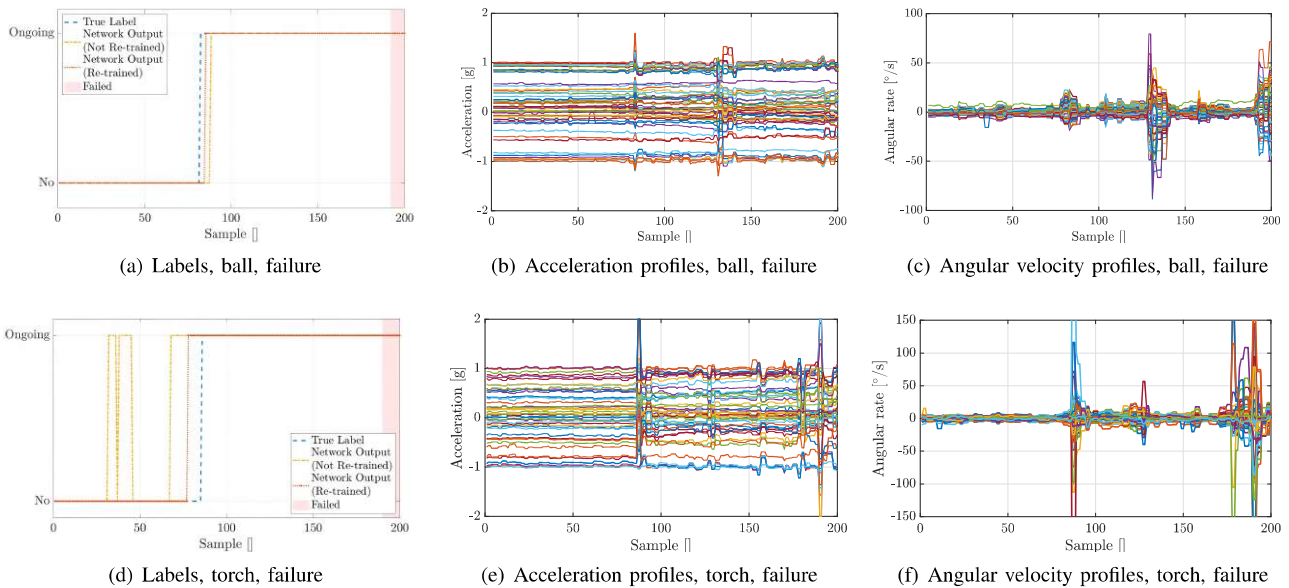 Ongoing
No
True Label
Network Output
(Not Re-trained)
Network Output
(Re-trained)
Failed
0 50 100 150 200
Sample []
(a) Labels, ball, failure
2
1
0
-1
-2
Acceleration [g]
0 50 100 150 200
Sample []
(b) Acceleration profiles, ball, failure
100
50
0
-50
-100
Angular rate [°/s]
0 50 100 150 200
Sample []
(c) Angular velocity profiles, ball, failure
Ongoing
No
True Label
Network Output
(Not Re-trained)
Network Output
(Re-trained)
Failed
0 50 100 150 200
Sample []
(d) Labels, torch, failure
2
1
0
-1
-2
Acceleration [g]
0 50 100 150 200
Sample []
(e) Acceleration profiles, torch, failure
150
100
50
0
-50
-100
-150
Angular rate [°/s]
0 50 100 150 200
Sample []
(f) Angular velocity profiles, torch, failure